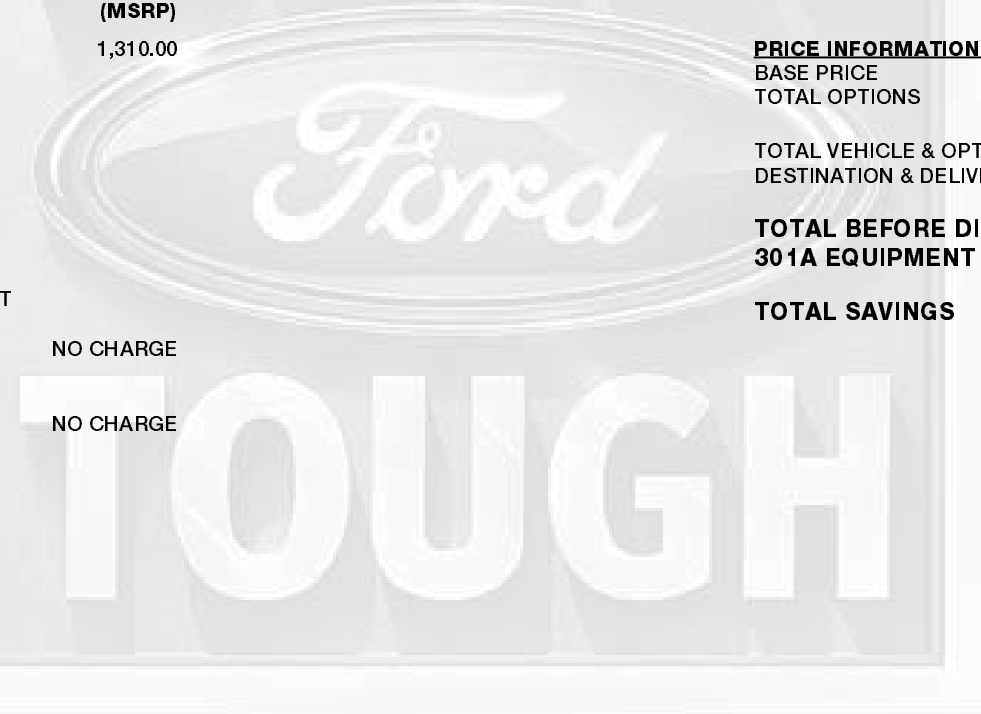 (MSRP)
1,310.00
T
NO CHARGE
NO CHARGE
PRICE INFORMATION
BASE PRICE
TOTAL OPTIONS
TOTAL VEHICLE & OPT
DESTINATION & DELIV
TOTAL BEFORE DI
301A EQUIPMENT
TOTAL SAVINGS
Ford
TOUGH